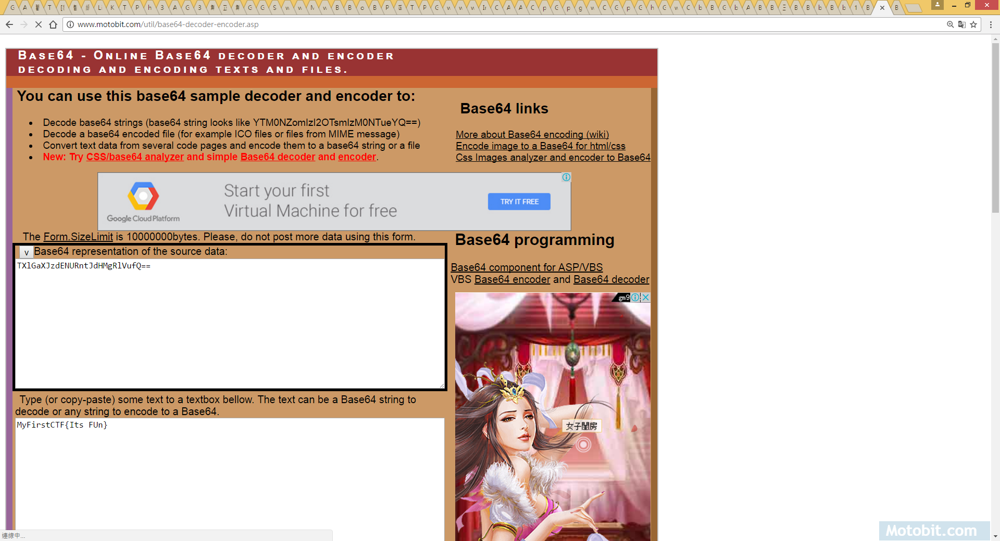 www.motobit.com/util/base64-decoder-encoder.asp
BASE64 - ONLINE BASE64 DECODER AND ENCODER
DECODING AND ENCODING TEXTS AND FILES.
You can use this base64 sample decoder and encoder to:
• Decode base64 strings (base64 string looks like YTM0NZomIzI2OTsmIzM0NTueYQ==)
• Decode a base64 encoded file (for example ICO files or files from MIME message)
• Convert text data from several code pages and encode them to a base64 string or a file
• New: Try CSS/base64 analyzer and simple Base64 decoder and encoder.
Base64 links
More about Base64 encoding (wiki)
Encode image to a Base64 for html/css
Css Images analyzer and encoder to Base64
Google Cloud Platform
Start your first
Virtual Machine for free
TRY IT FREE
The Form.SizeLimit is 10000000bytes. Please, do not post more data using this form.
v Base64 representation of the source data:
TXlGaXJzdENURntJdHMgRlVufQ==
Type (or copy-paste) some text to a textbox bellow. The text can be a Base64 string to
decode or any string to encode to a Base64.
MyFirstCTF{Its FUn}
Base64 programming
Base64 component for ASP/VBS
VBS Base64 encoder and Base64 decoder
gm9
女子閨房
連線中...
Motobit.com